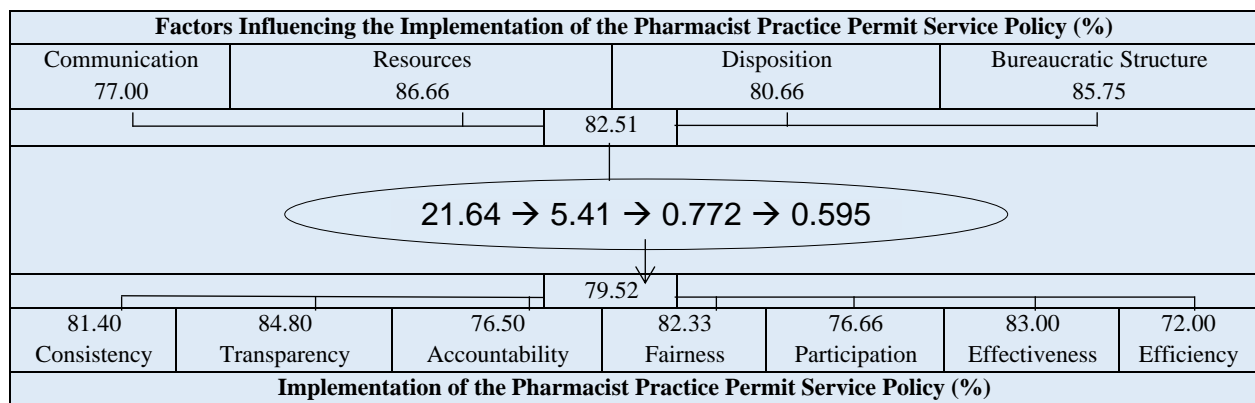 Factors Influencing the Implementation of the Pharmacist Practice Permit Service Policy (%)
Communication Resources Disposition Bureaucratic Structure
77.00 86.66 80.66 85.75
82.51
21.64 → 5.41 → 0.772 → 0.595
79.52
81.40 84.80 76.50 82.33 76.66 83.00 72.00
Consistency Transparency Accountability Fairness Participation Effectiveness Efficiency
Implementation of the Pharmacist Practice Permit Service Policy (%)